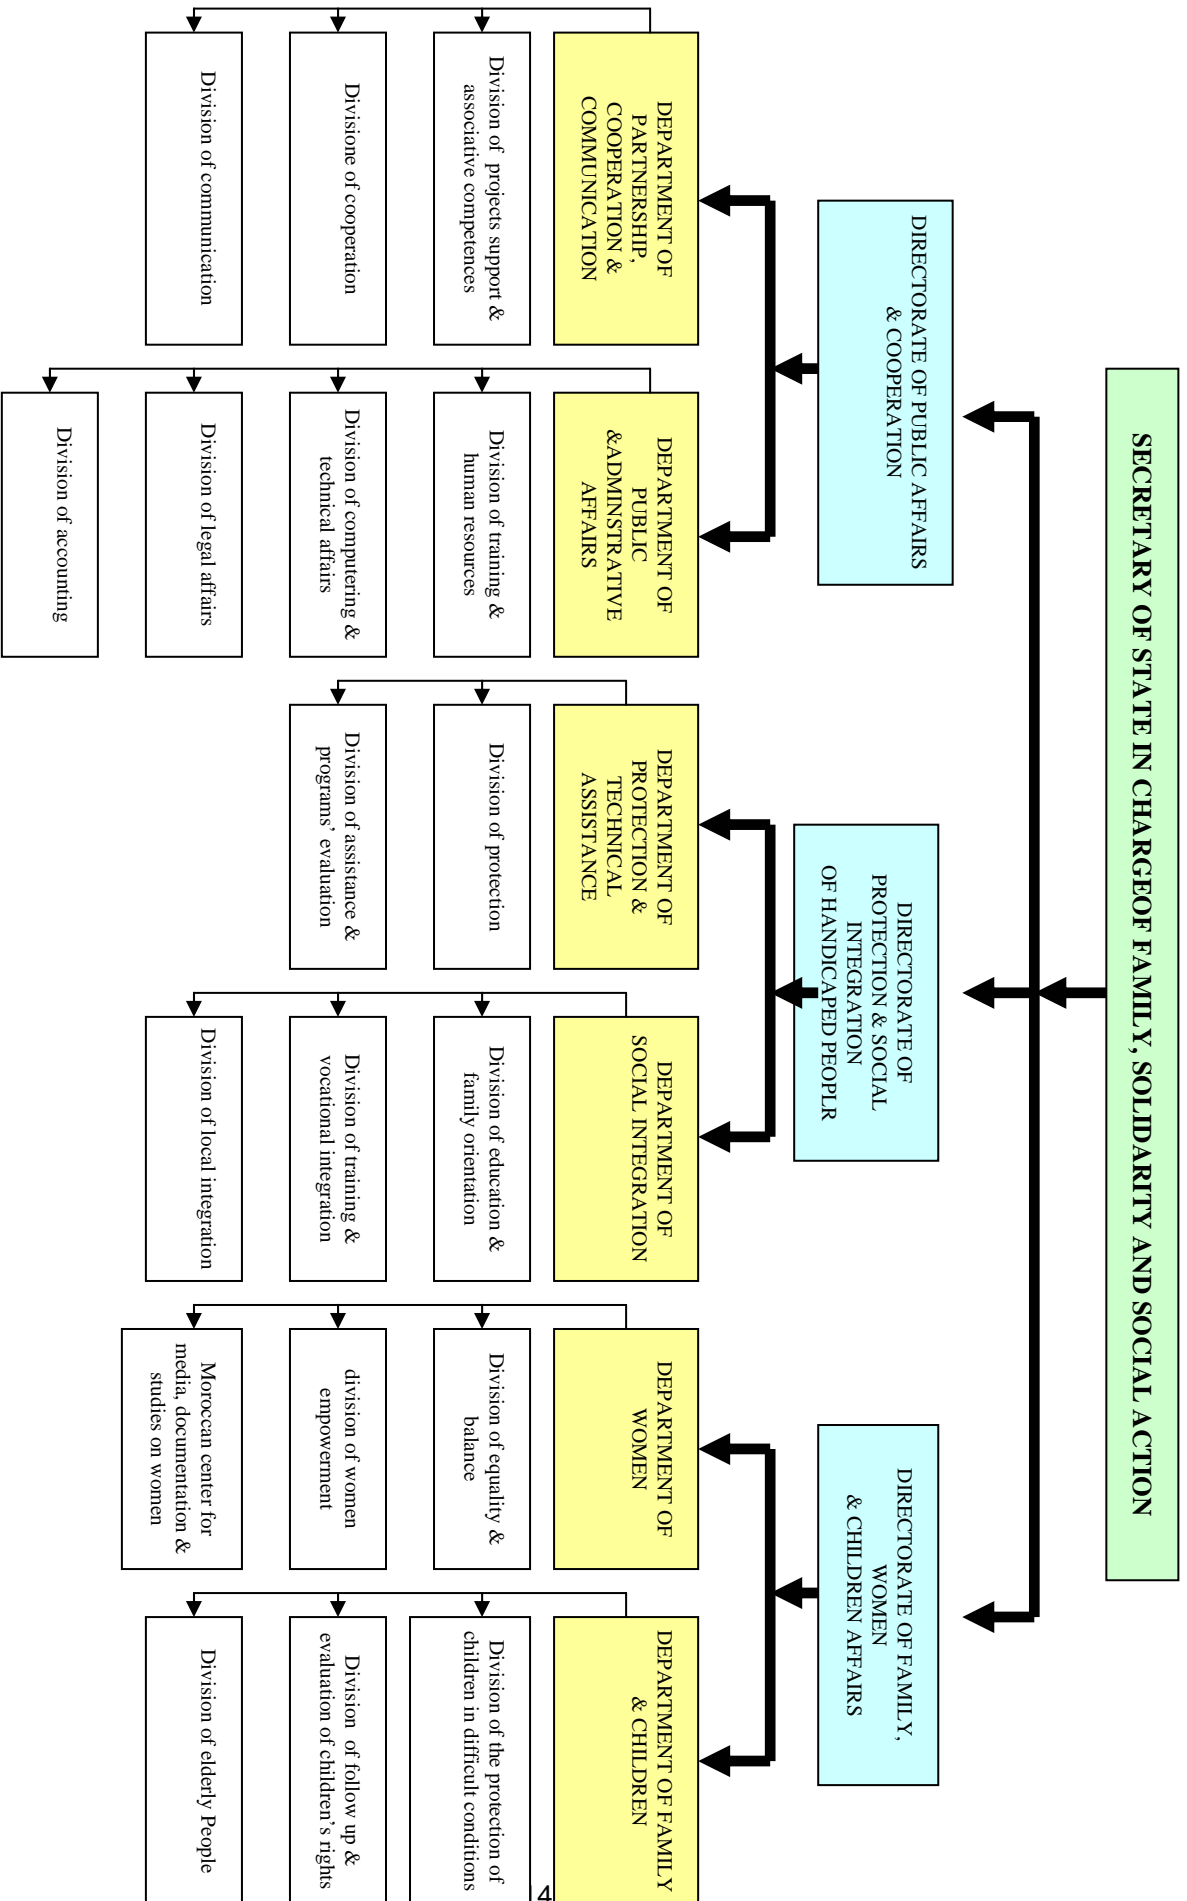 SECRETARY OF STATE IN CHARGEOF FAMILY, SOLIDARITY AND SOCIAL ACTION
DIRECTORATE OF PUBLIC AFFAIRS
& COOPERATION
DIRECTORATE OF
PROTECTION & SOCIAL
INTEGRATION
OF HANDICAPED PEOPLR
DIRECTORATE OF FAMILY,
WOMEN
& CHILDREN AFFAIRS
DEPARTMENT OF
PARTNERSHIP,
COOPERATION &
COMMUNICATION
DEPARTMENT OF
PUBLIC
&ADMINSTRATIVE
AFFAIRS
DEPARTMENT OF
PROTECTION &
TECHNICAL
ASSISTANCE
DEPARTMENT OF
SOCIAL INTEGRATION
DEPARTMENT OF
WOMEN
DEPARTMENT OF FAMILY
& CHILDREN
Division of projects support &
associative competences
Division of training &
human resources
Division of protection
Division of education &
family orientation
Division of equality &
balance
Division of the protection of
children in difficult conditions
Divisione of cooperation
Division of computering &
technical affairs
Division of assistance &
programs’ evaluation
Division of training &
vocational integration
division of women
empowerment
Division of follow up &
evaluation of children’s rights
Division of communication
Division of legal affairs
Division of local integration
Moroccan center for
media, documentation &
studies on women
Division of elderly People
Division of accounting
14